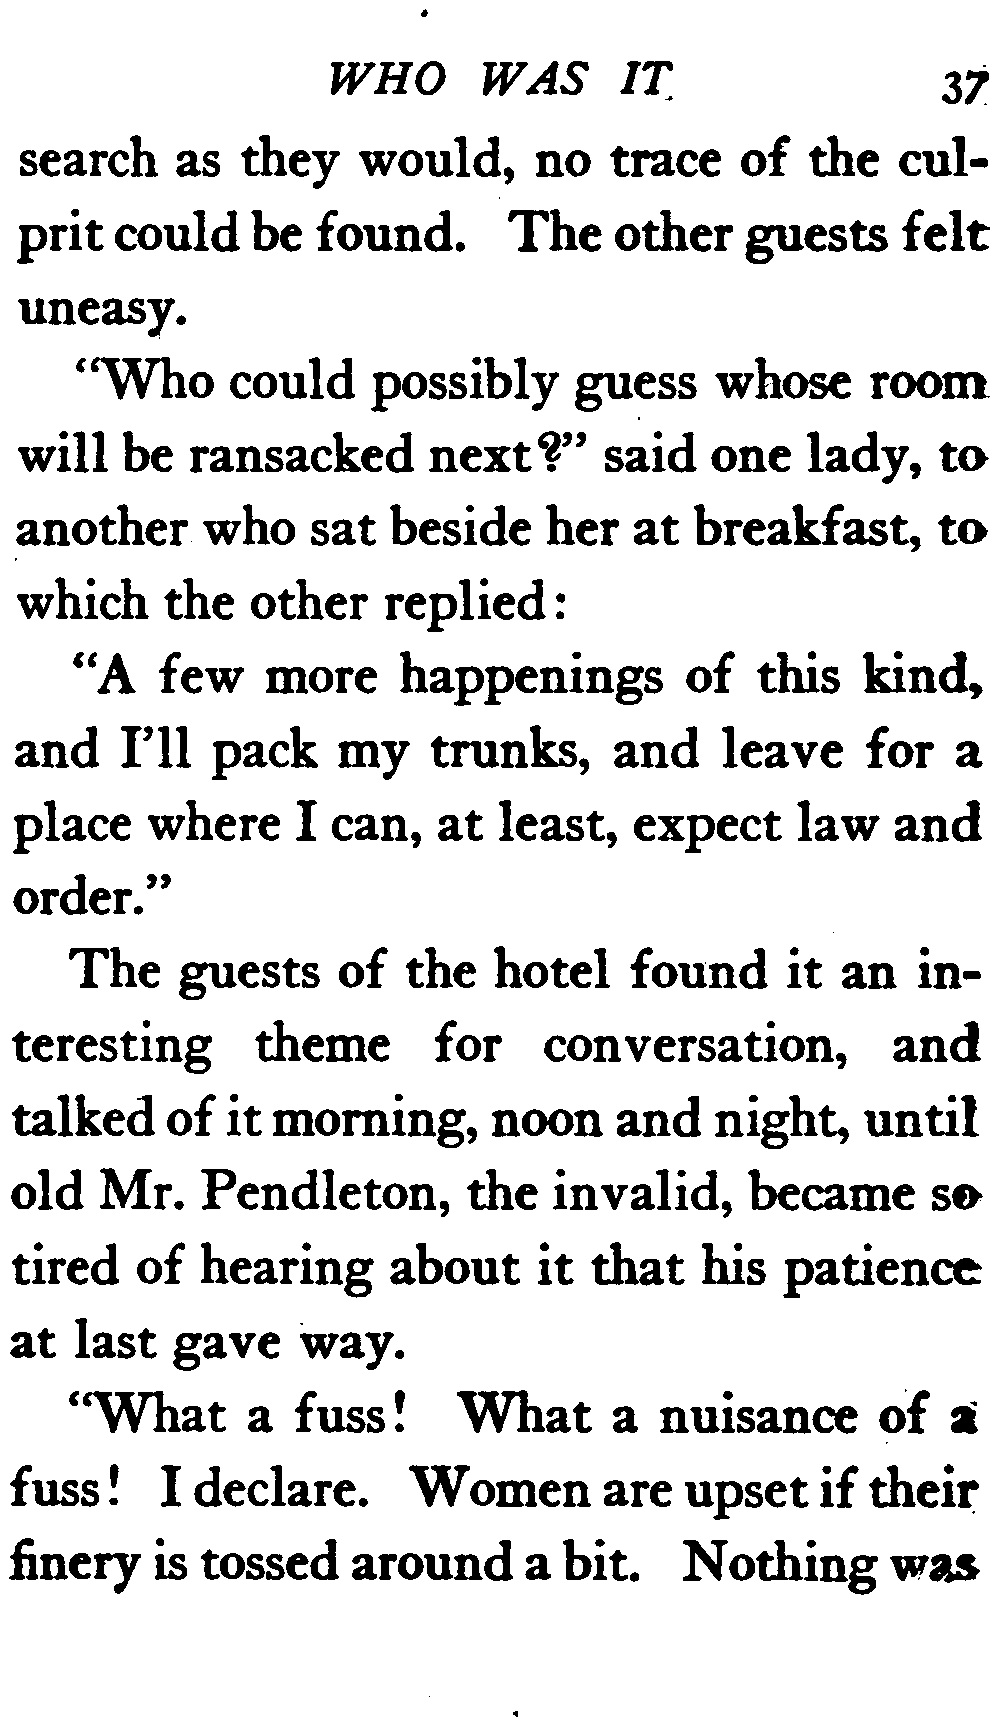 WHO WAS IT 37
search as they would, no trace of the cul-
prit could be found. The other guests felt
uneasy.
"Who could possibly guess whose room
will be ransacked next?" said one lady, to
another who sat beside her at breakfast, to
which the other replied:
"A few more happenings of this kind,
and I'll pack my trunks, and leave for a
place where I can, at least, expect law and
order."
The guests of the hotel found it an in-
teresting theme for conversation, and
talked of it morning, noon and night, until
old Mr. Pendleton, the invalid, became so
tired of hearing about it that his patience
at last gave way.
"What a fuss! What a nuisance of a
fuss! I declare. Women are upset if their
finery is tossed around a bit. Nothing was